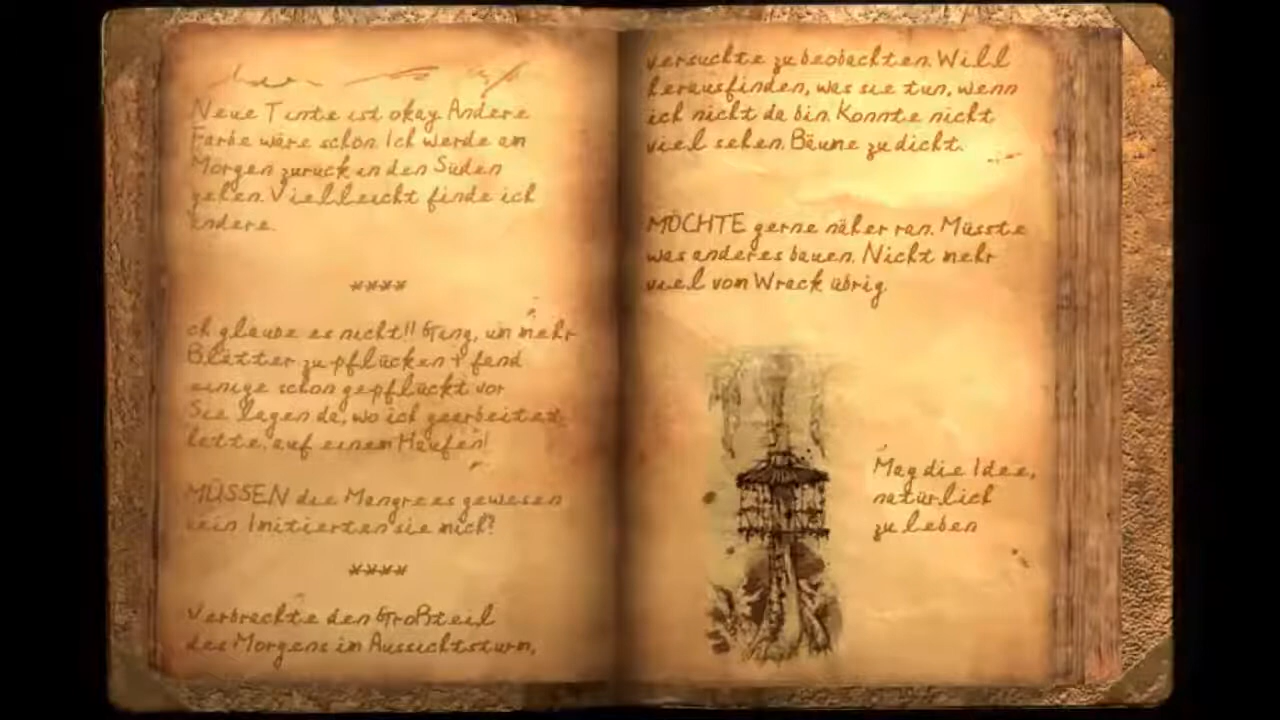 Neue Tinte ist okay. Andere
Farbe wäre schön. Ich werde am
Morgen zurück in den Süden
gehen. Vielleicht finde ich
andere.
****
ch glaube es nicht!! Ging, um mehr
Blätter zu pflücken + fand
einige schon gepflückt vor
Sie lagen da, wo ich gearbeitet
hatte, auf einem Haufen!
MÜSSEN die Mangrees gewesen
sein Imitierten sie mich?
****
Verbrachte den Großteil
des Morgens im Aussichtsturm,
versuchte zu beobachten. Will
herausfinden, was sie tun, wenn
ich nicht da bin. Konnte nicht
viel sehen. Bäume zu dicht.
MÖCHTE gerne näher ran. Müsste
was anderes bauen. Nicht mehr
viel vom Wrack übrig
Mag die Idee,
natürlich
zu leben